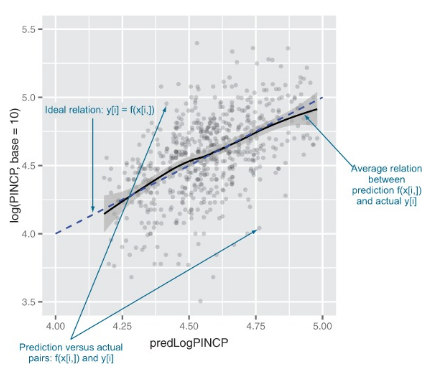 5.5
5.0
4.5
4.0
3.5
log(PINCP, base = 10)
Ideal relation: y[i] = f(x[i,])
Average relation
between
prediction f(x[i,])
and actual y[i]
4.00 4.25 4.50 4.75 5.00
predLogPINCP
Prediction versus actual
pairs: f(x[i,]) and y[i]